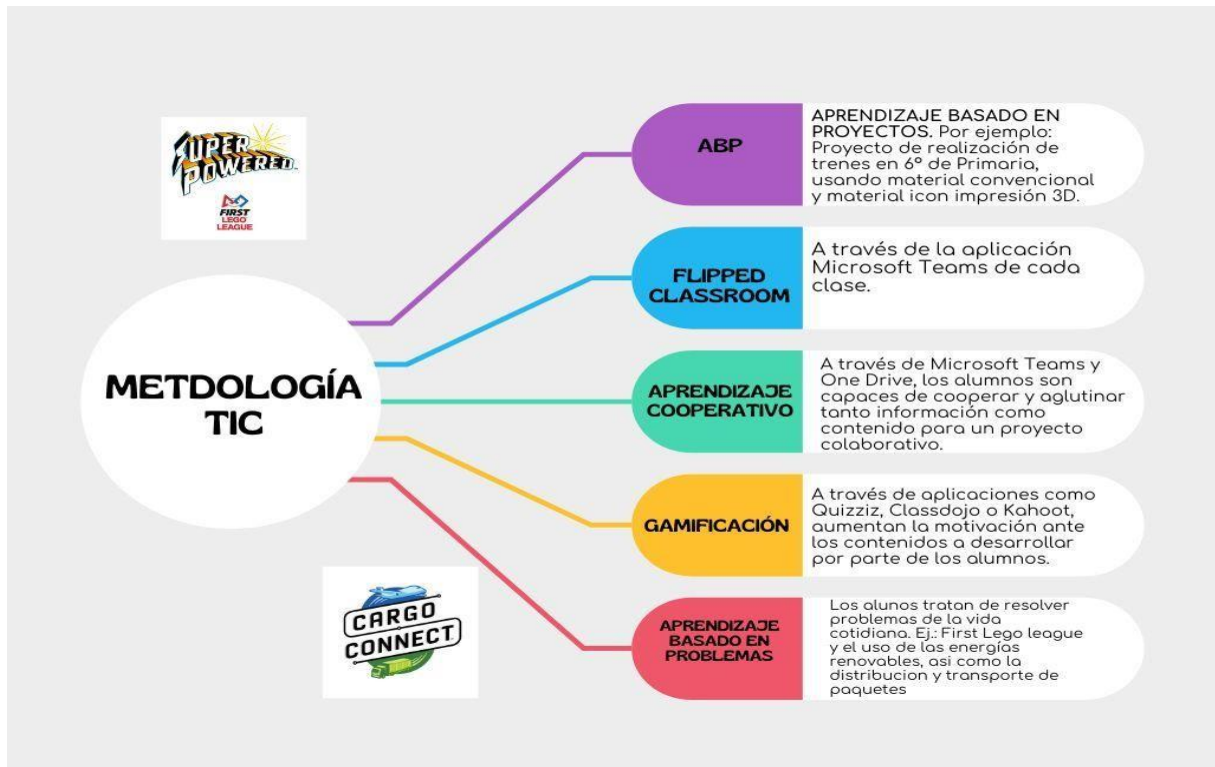 SUPER
POWERED
FIRST
LEGO
LEAGUE
METDOLOGÍA
TIC
CARGO
CONNECT
ABP
APRENDIZAJE BASADO EN
PROYECTOS. Por ejemplo:
Proyecto de realización de
trenes en 6º de Primaria,
usando material convencional
y material icon impresión 3D.
FLIPPED
CLASSROOM
A través de la aplicación
Microsoft Teams de cada
clase.
APRENDIZAJE
COOPERATIVO
A través de Microsoft Teams y
One Drive, los alumnos son
capaces de cooperar y aglutinar
tanto información como
contenido para un proyecto
colaborativo.
GAMIFICACIÓN
A través de aplicaciones como
Quizziz, Classdojo o Kahoot,
aumentan la motivación ante
los contenidos a desarrollar
por parte de los alumnos.
APRENDIZAJE
BASADO EN
PROBLEMAS
Los alunos tratan de resolver
problemas de la vida
cotidiana. Ej.: First Lego league
y el uso de las energías
renovables, asi como la
distribucion y transporte de
paquetes